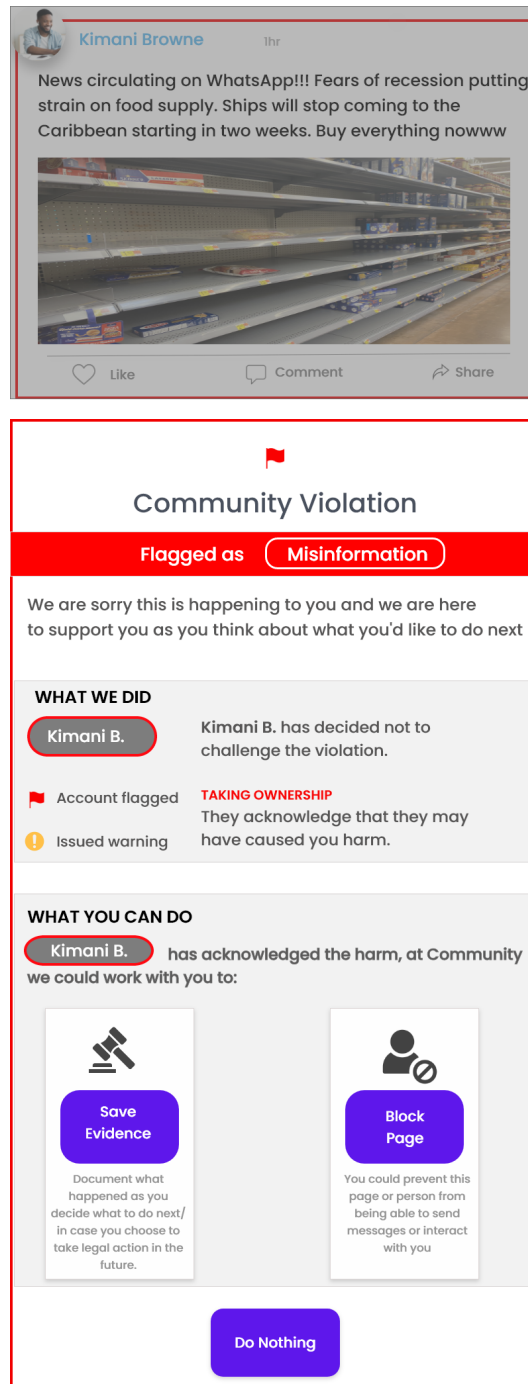 Kimani Browne 1hr
News circulating on WhatsApp!!! Fears of recession putting
strain on food supply. Ships will stop coming to the
Caribbean starting in two weeks. Buy everything nowww
Like Comment Share
Community Violation
Flagged as Misinformation
We are sorry this is happening to you and we are here
to support you as you think about what you'd like to do next
WHAT WE DID
Kimani B.
Kimani B. has decided not to
challenge the violation.
Account flagged
Issued warning
TAKING OWNERSHIP
They acknowledge that they may
have caused you harm.
WHAT YOU CAN DO
Kimani B. has acknowledged the harm, at Community
we could work with you to:
Save
Evidence
Document what
happened as you
decide what to do next/
in case you choose to
take legal action in the
future.
Block
Page
You could prevent this
page or person from
being able to send
messages or interact
with you
Do Nothing